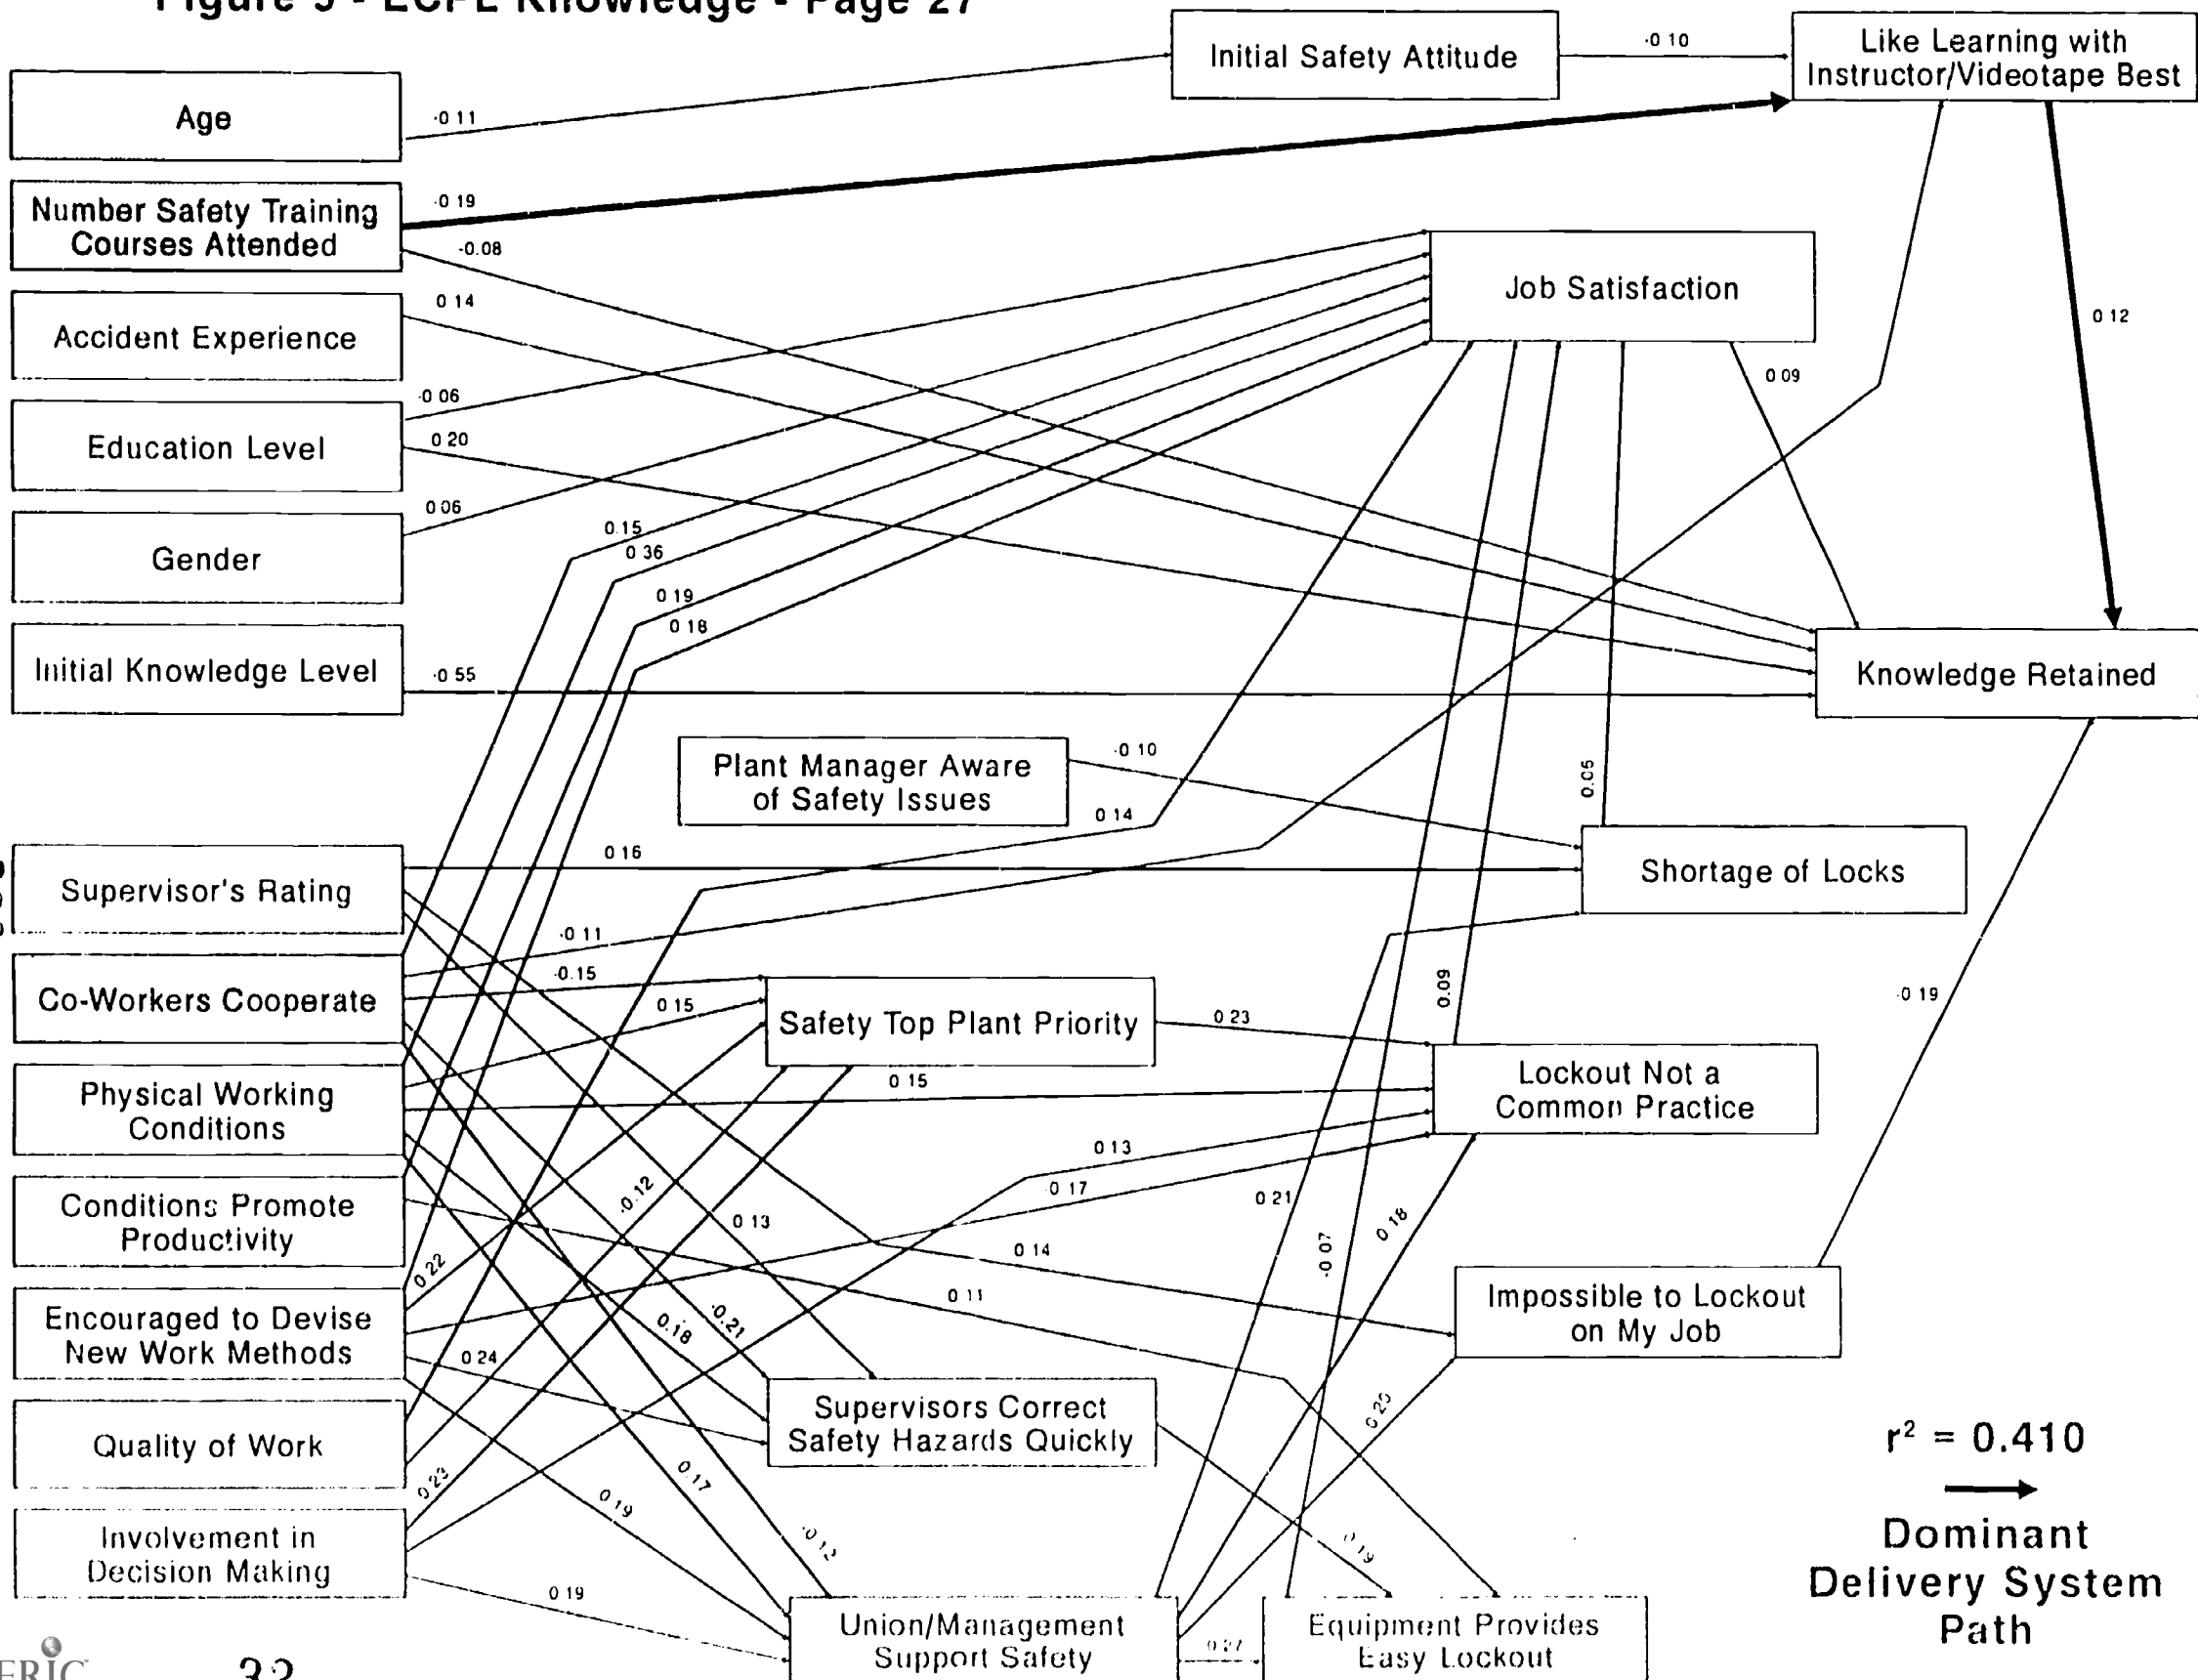 Figure 5 - ECPL Knowledge - Page 27
Initial Safety Attitude
-0 10
Like Learning with
Instructor/Videotape Best
Age
-0 11
Number Safety Training
Courses Attended
-0 19
-0.08
Job Satisfaction
Accident Experience
0 14
0 12
0 09
Education Level
-0 06
0 20
Gender
0 06
0.15
0 36
0 19
0 18
Initial Knowledge Level
-0 55
Knowledge Retained
Plant Manager Aware
of Safety Issues
-0 10
0 14
0.05
Supervisor's Rating
0 16
Shortage of Locks
-0 11
Co-Workers Cooperate
-0.15
0 15
Safety Top Plant Priority
0 23
0.09
-0 19
Physical Working
Conditions
0 15
Lockout Not a
Common Practice
0 13
-0 17
Conditions Promote
Productivity
-0.12
0 13
0 21
-0 07
0 18
0 14
Encouraged to Devise
New Work Methods
0 22
0 11
Impossible to Lockout
on My Job
0.18
-0.21
0 24
Quality of Work
Supervisors Correct
Safety Hazards Quickly
r² = 0.410
0 23
0.17
0 19
Involvement in
Decision Making
0 19
0 19
Dominant
Delivery System
Path
Union/Management
Support Safety
0 27
Equipment Provides
Easy Lockout
ERIC
33